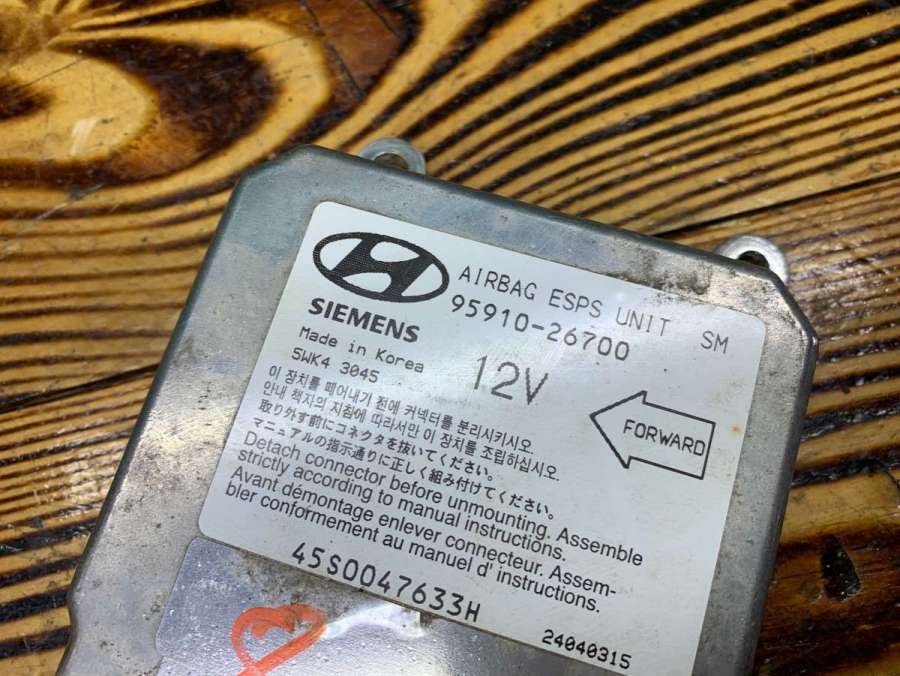 AIRBAG ESPS UNIT SM
95910-26700
SIEMENS
Made in Korea
5WK4 3045
12V
FORWARD
이 장치를 떼어내기 전에 커넥터를 분리시키시오.
안내 책자의 지침에 따라서만 이 장치를 조립하십시오.
取り外す前にコネクタを抜いてください。
マニュアルの指示通りに正しく組み付けてください。
Detach connector before unmounting. Assemble
strictly according to manual instructions.
Avant démontage enlever connecteur. Assem-
bler conformement au manuel d' instructions.
45S0047633H
24040315